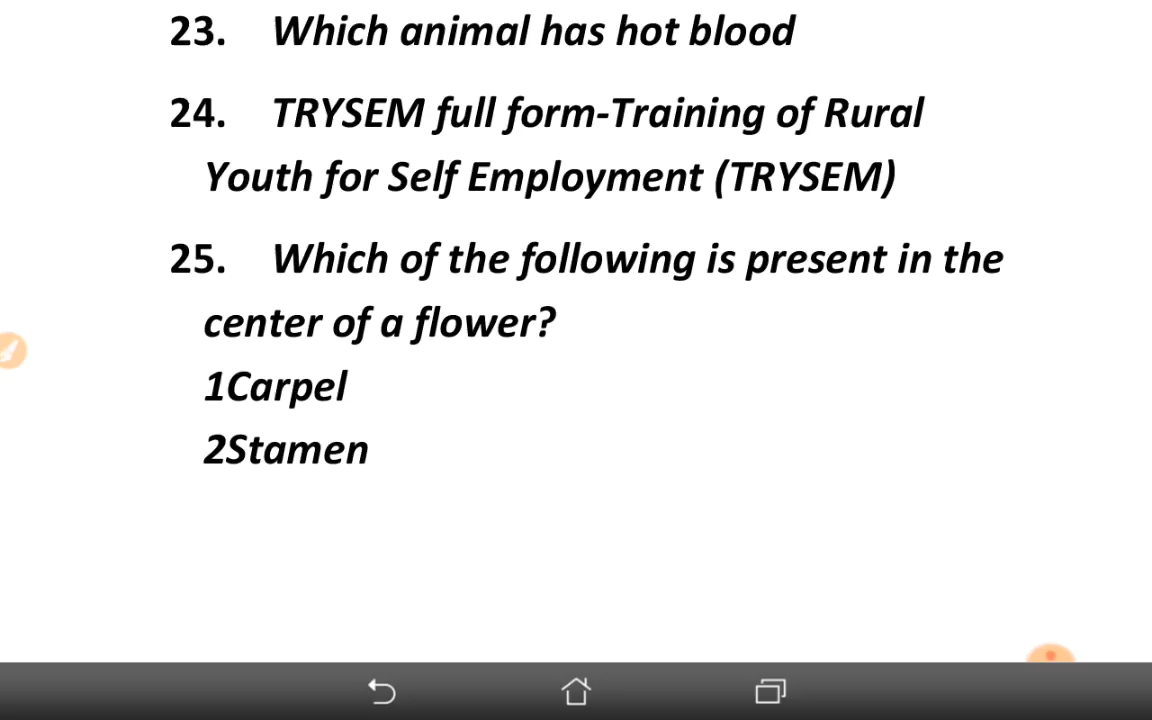 23. Which animal has hot blood
24. TRYSEM full form-Training of Rural
Youth for Self Employment (TRYSEM)
25. Which of the following is present in the
center of a flower?
1Carpel
2Stamen